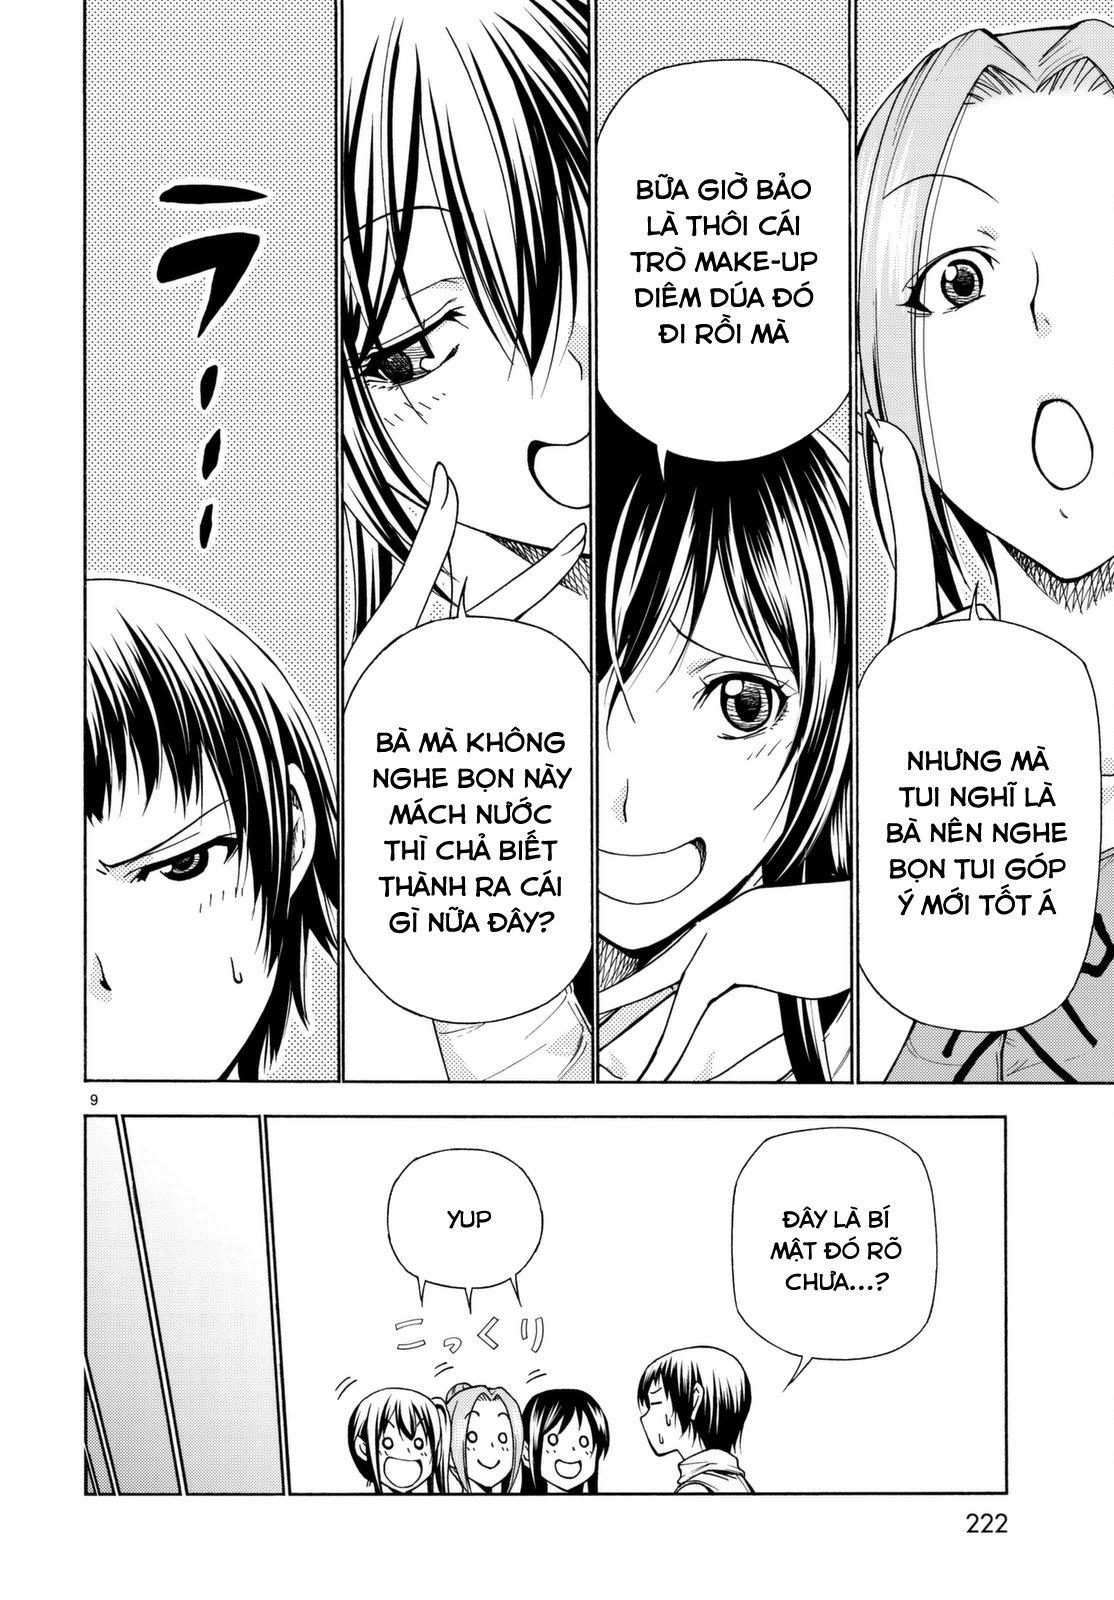 NHƯNG MÀ
TUI NGHĨ LÀ
BÀ NÊN NGHE
BỌN TUI GÓP
Ý MỚI TỐT Á
BỮA GIỜ BẢO
LÀ THÔI CÁI
TRÒ MAKE-UP
DIÊM DÚA ĐÓ
ĐI RỒI MÀ
BÀ MÀ KHÔNG
NGHE BỌN NÀY
MÁCH NƯỚC
THÌ CHẢ BIẾT
THÀNH RA CÁI
GÌ NỮA ĐÂY?
う・・・・
9
ĐÂY LÀ BÍ
MẬT ĐÓ RÕ
CHƯA...?
YUP
こっくり
222